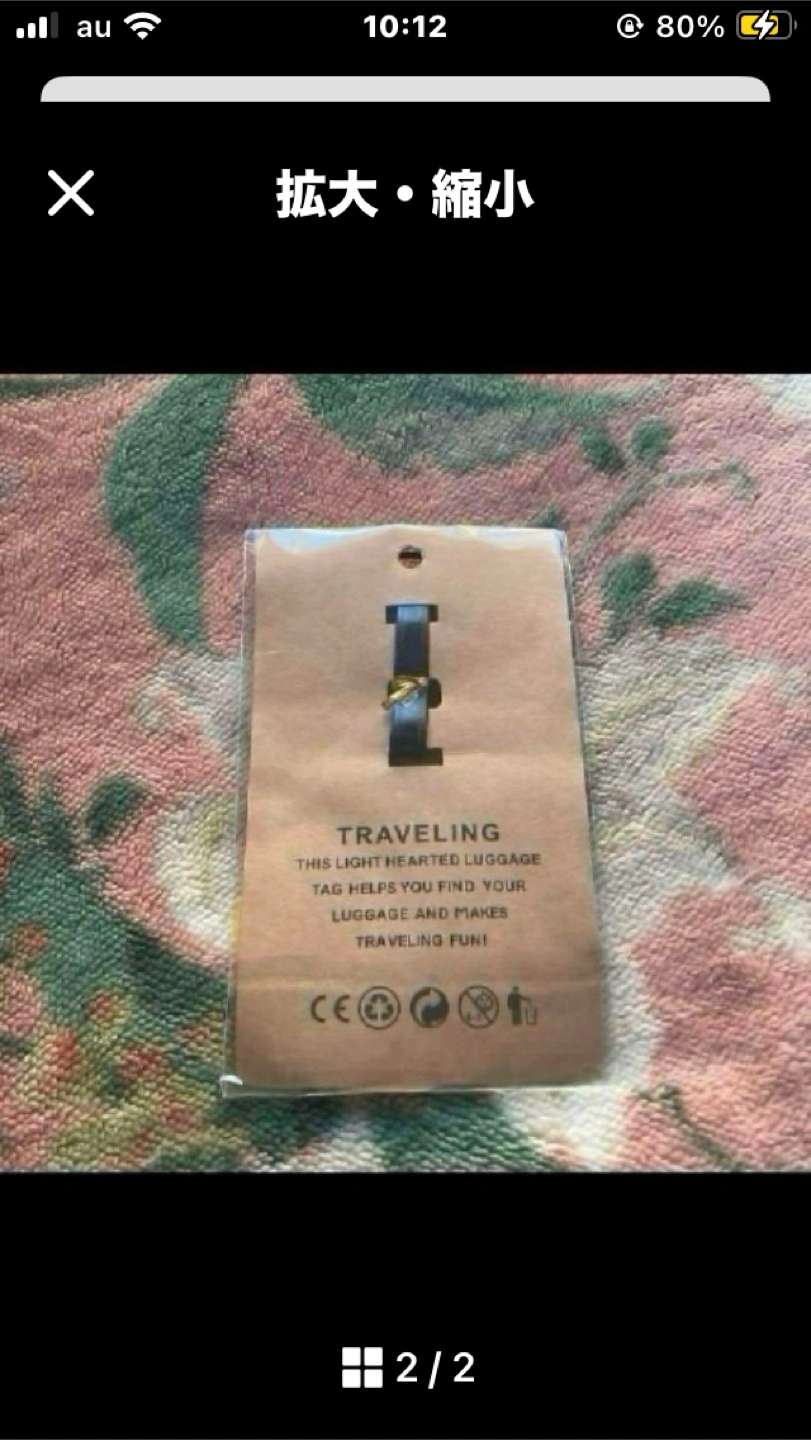 au
10:12
80%
拡大・縮小
TRAVELING
THIS LIGHT HEARTED LUGGAGE
TAG HELPS YOU FIND YOUR
LUGGAGE AND MAKES
TRAVELING FUN!
CE
2 / 2